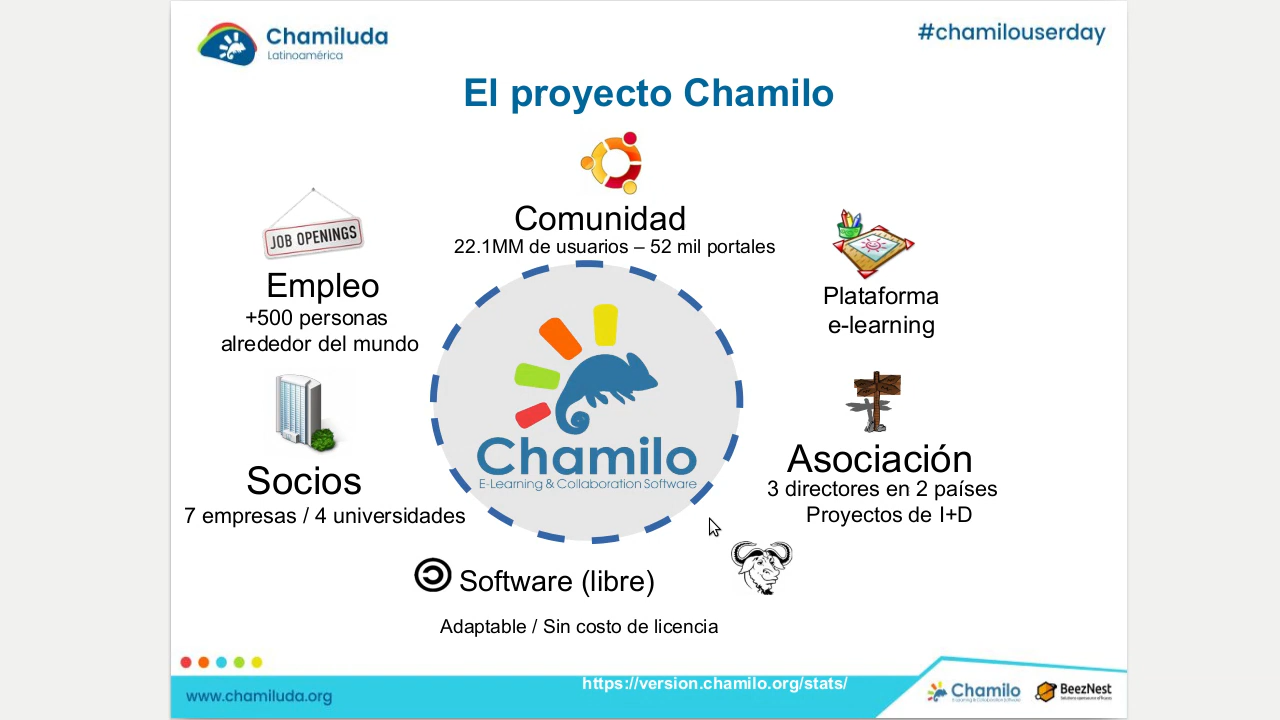 Chamiluda
Latinoamérica
#chamilouserday
El proyecto Chamilo
JOB OPENINGS
Comunidad
22.1MM de usuarios – 52 mil portales
Empleo
+500 personas
alrededor del mundo
Plataforma
e-learning
Chamilo
E-Learning & Collaboration Software
Socios
7 empresas / 4 universidades
Asociación
3 directores en 2 países
Proyectos de I+D
Software (libre)
Adaptable / Sin costo de licencia
https://version.chamilo.org/stats/
www.chamiluda.org
Chamilo
E-Learning & Collaboration Software
BeezNest